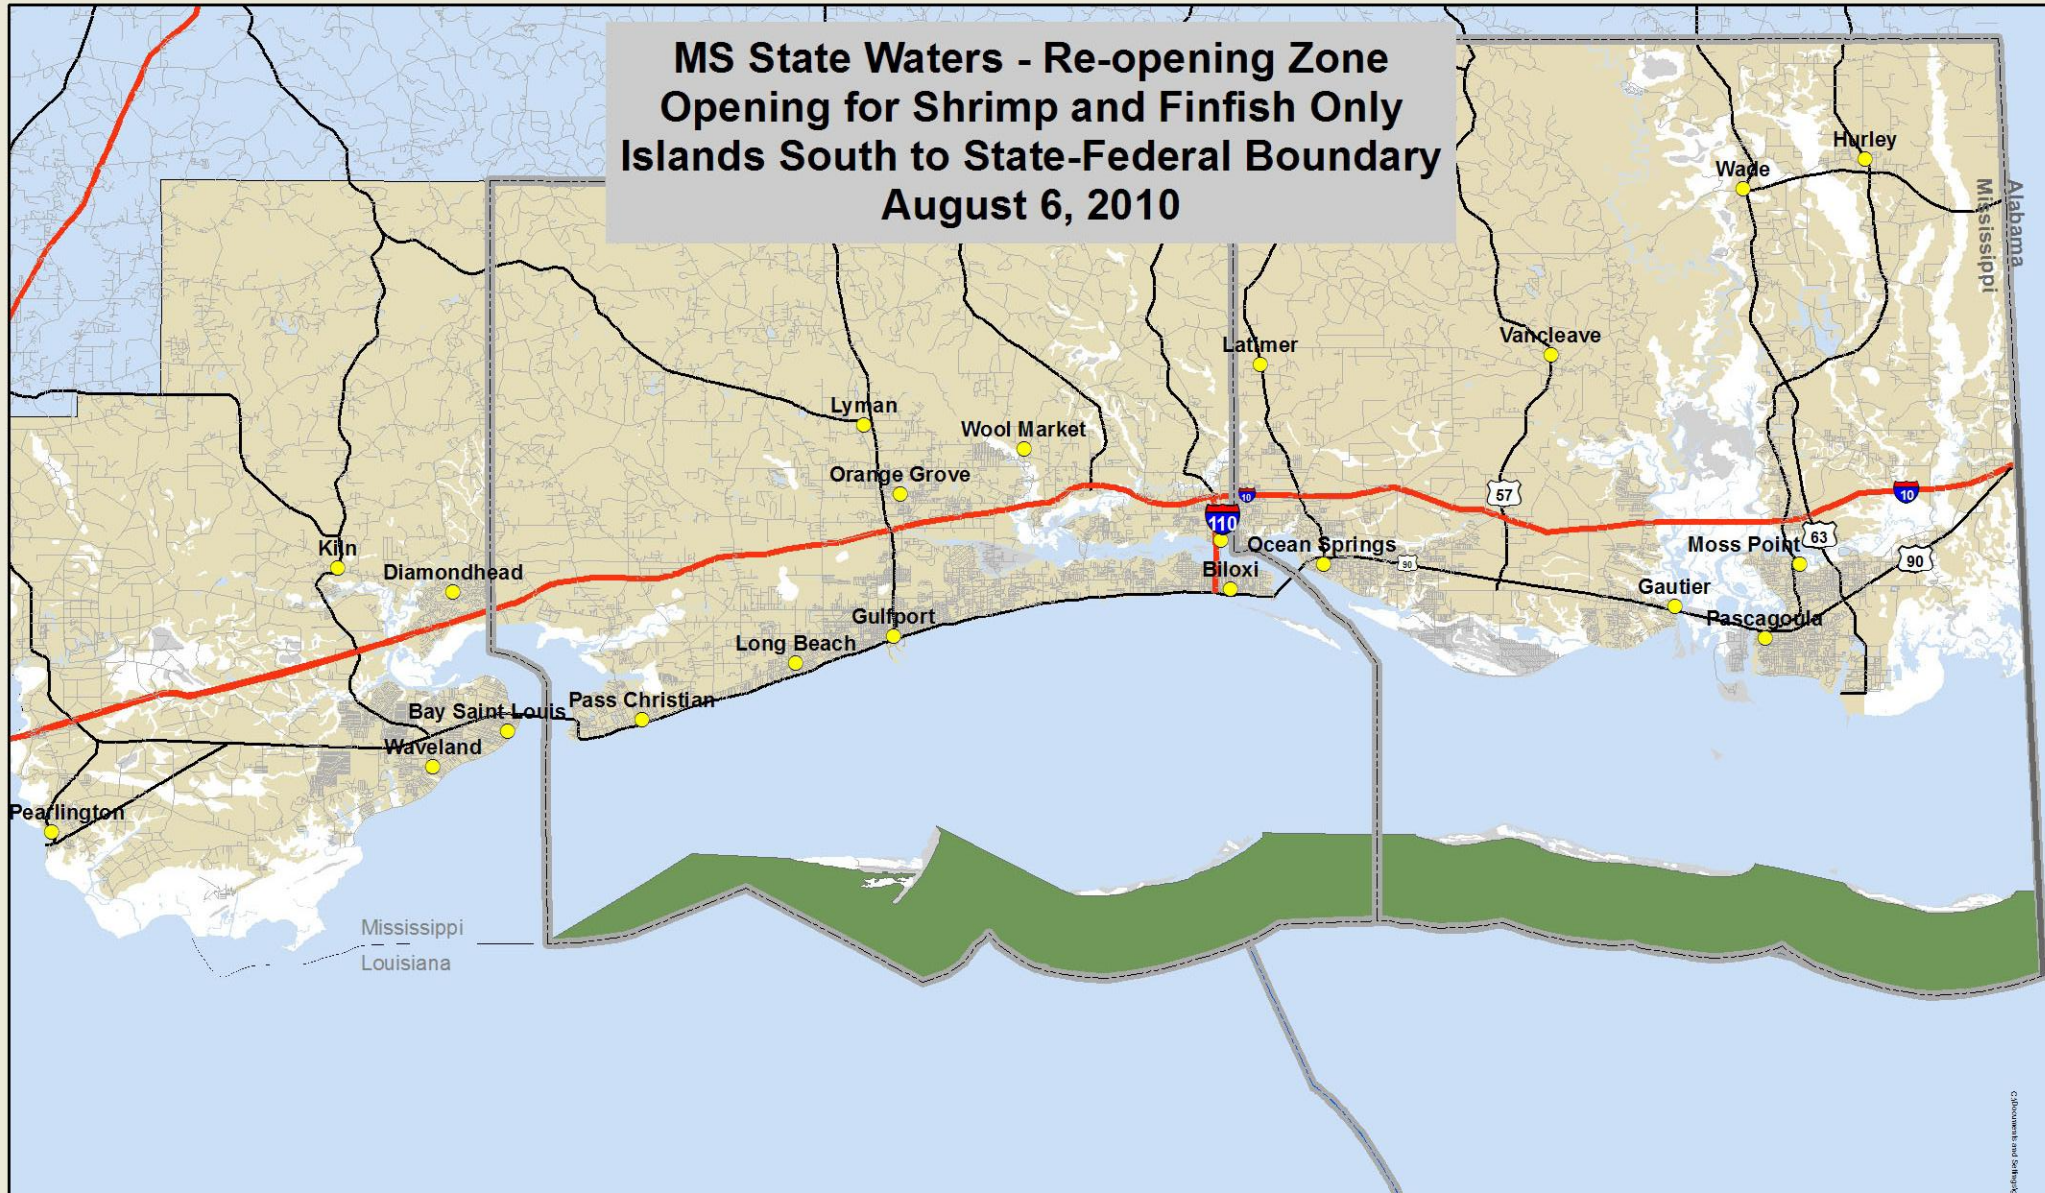 MS State Waters - Re-opening Zone
Opening for Shrimp and Finfish Only
Islands South to State-Federal Boundary
August 6, 2010
Hurley
Wade
Alabama
Mississippi
Vancleave
Latimer
Lyman
Wool Market
Orange Grove
10
57
10
110
63
Ocean Springs
Moss Point
Kiln
90
90
Diamondhead
Biloxi
Gautier
Gulfport
Pascagoula
Long Beach
Pass Christian
Bay Saint Louis
Waveland
Pearlington
Mississippi
Louisiana